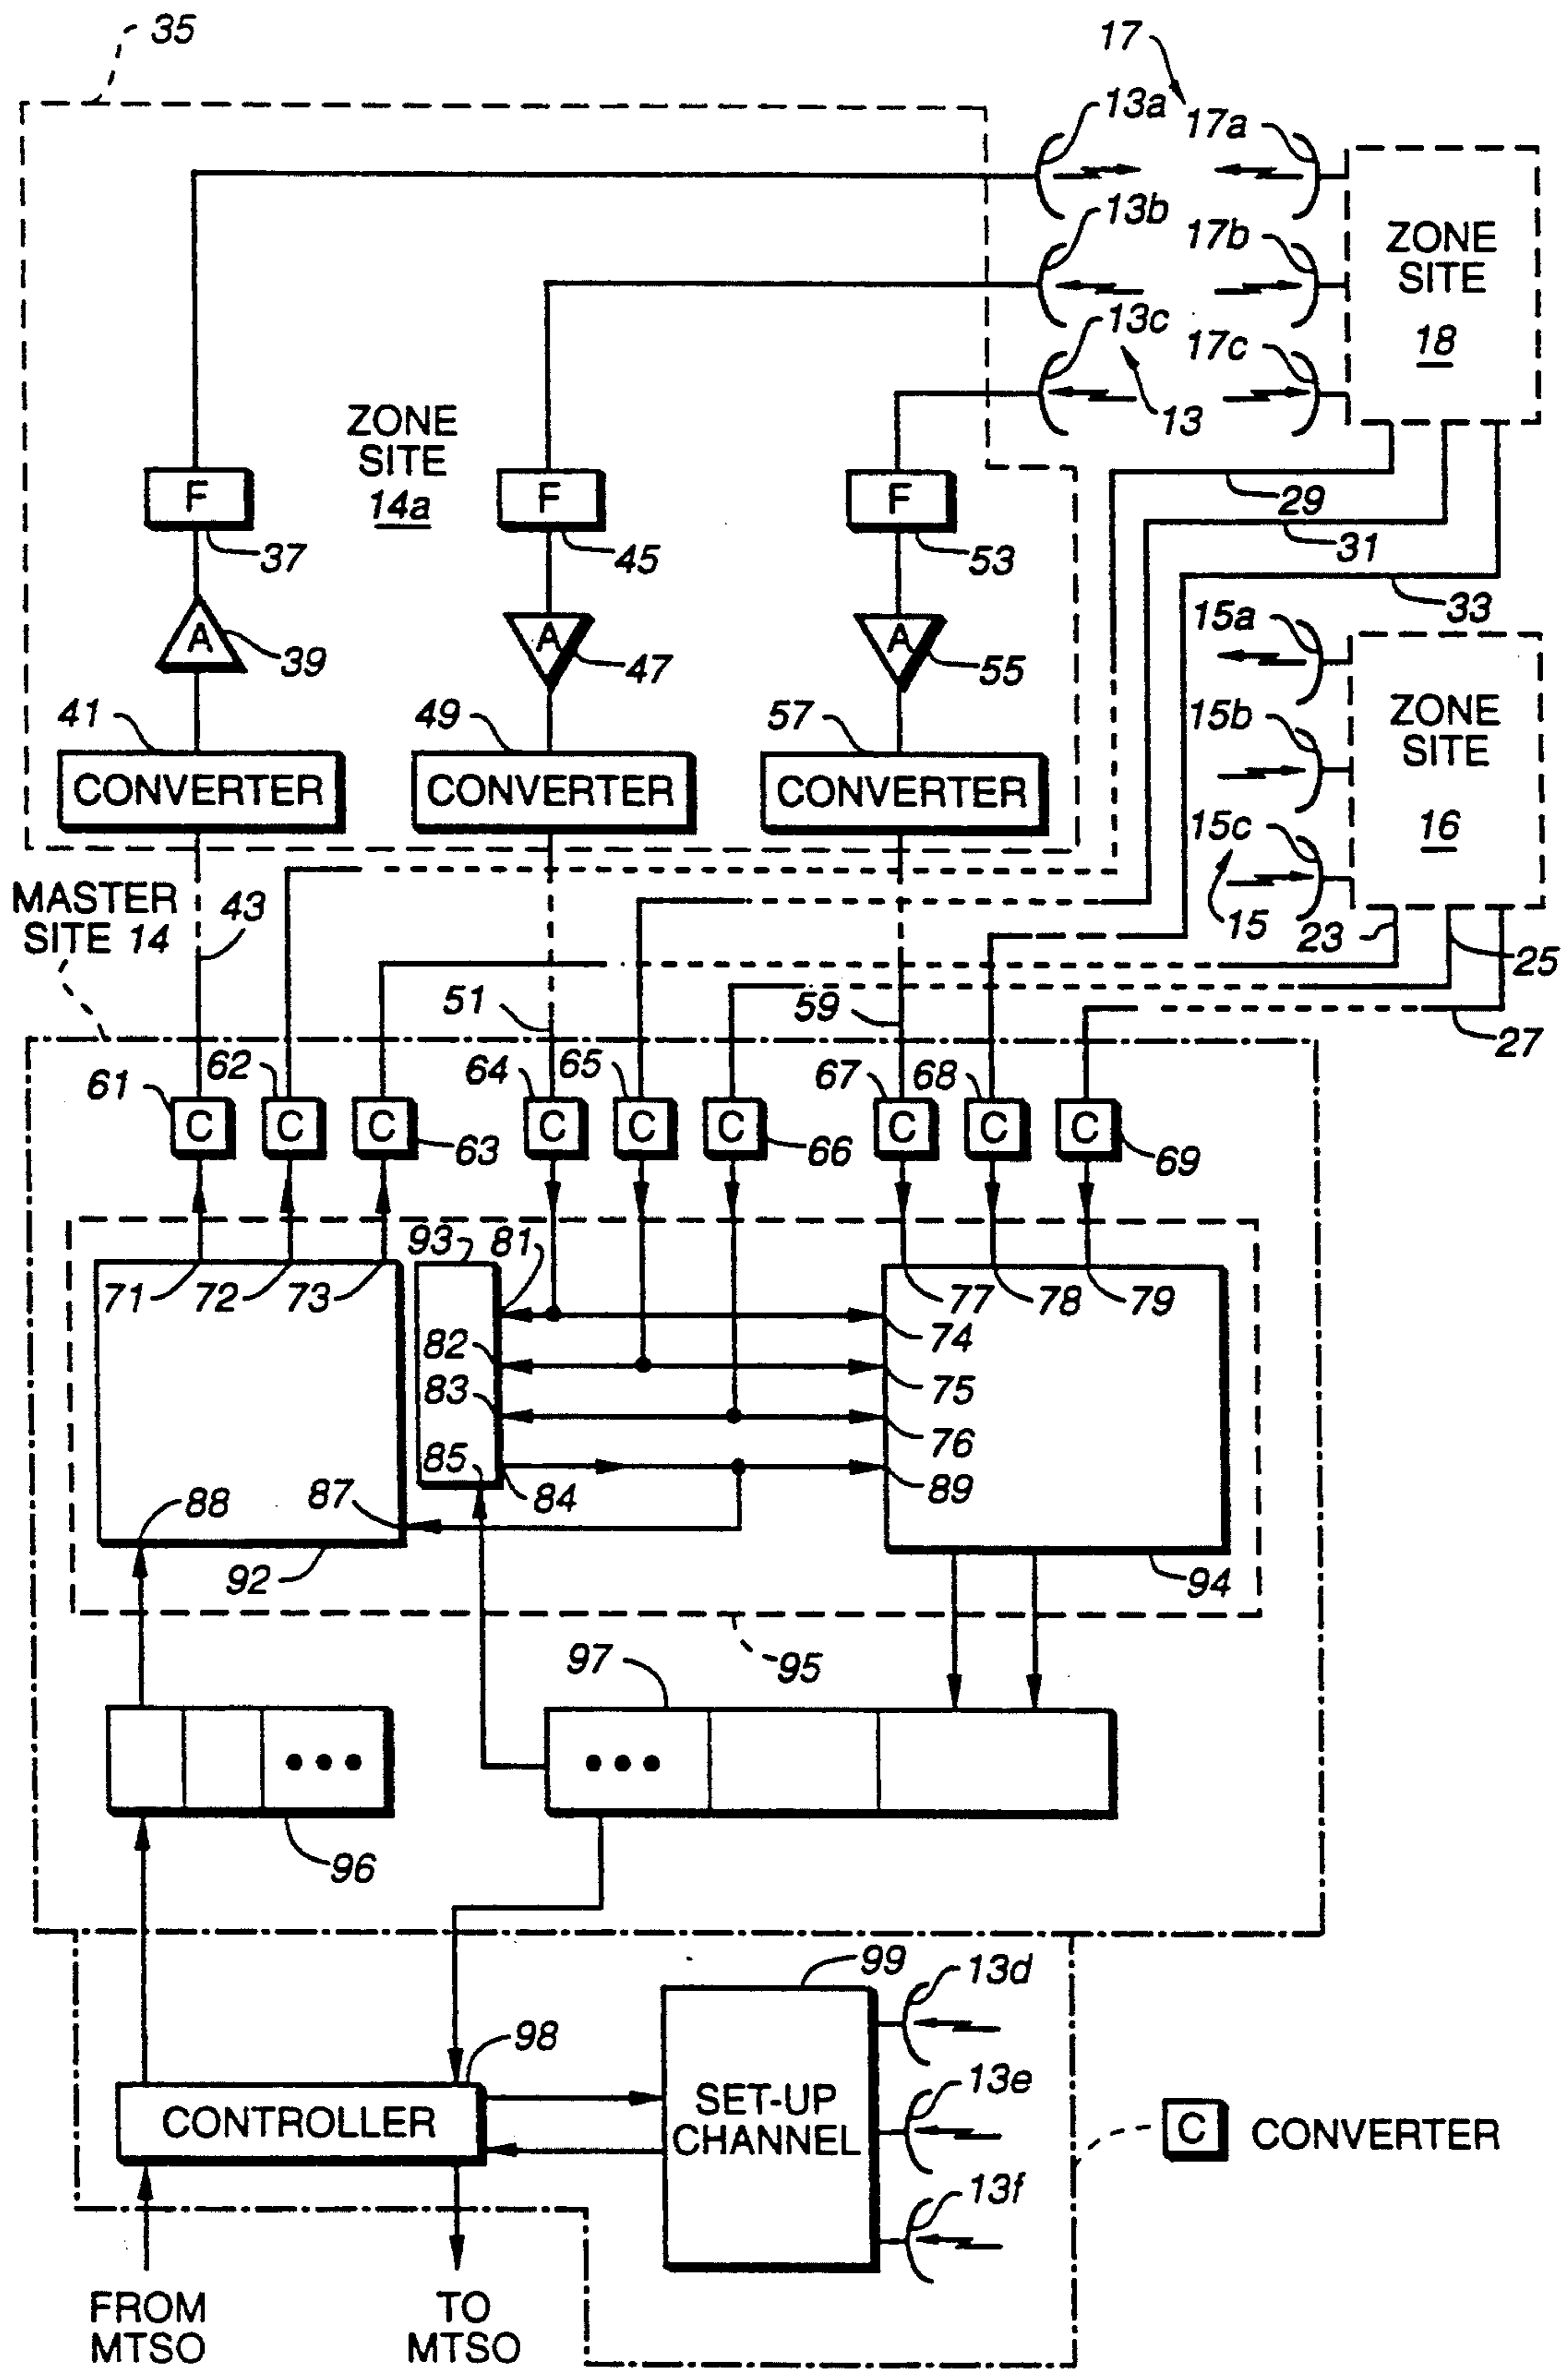 35
17
13a
17a
13b
17b
ZONE
SITE
18
13c
17c
13
ZONE
SITE
14a
F
F
F
29
37
45
53
31
33
15a
A
39
A
47
A
55
41
49
57
15b
ZONE
SITE
CONVERTER
CONVERTER
CONVERTER
15c
16
MASTER
SITE 14
43
15
23
25
51
59
27
61
62
64
65
67
68
C
C
C
C
C
C
C
C
C
63
66
69
93
81
71
72
73
77
78
79
74
82
75
83
76
85
84
89
88
87
92
94
95
97
•••
•••
96
99
13d
98
13e
CONTROLLER
SET-UP
CHANNEL
C
CONVERTER
13f
FROM
MTSO
TO
MTSO